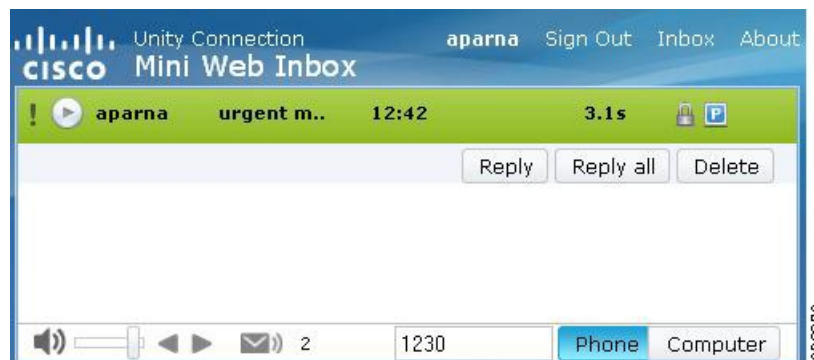 Unity Connection aparna Sign Out Inbox About
CISCO Mini Web Inbox
! aparna urgent m.. 12:42 3.1s P
Reply Reply all Delete
2 1230 Phone Computer